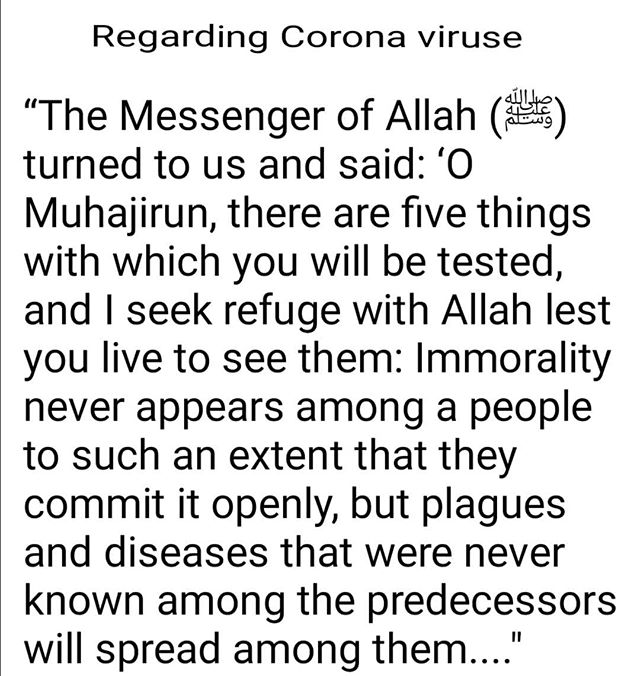 Regarding Corona viruse
“The Messenger of Allah (ﷺ)
turned to us and said: ‘O
Muhajirun, there are five things
with which you will be tested,
and I seek refuge with Allah lest
you live to see them: Immorality
never appears among a people
to such an extent that they
commit it openly, but plagues
and diseases that were never
known among the predecessors
will spread among them...."